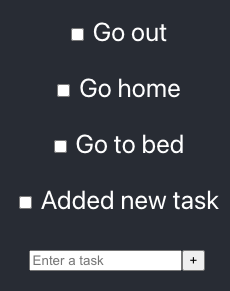 Go out
Go home
Go to bed
Added new task
Enter a task +